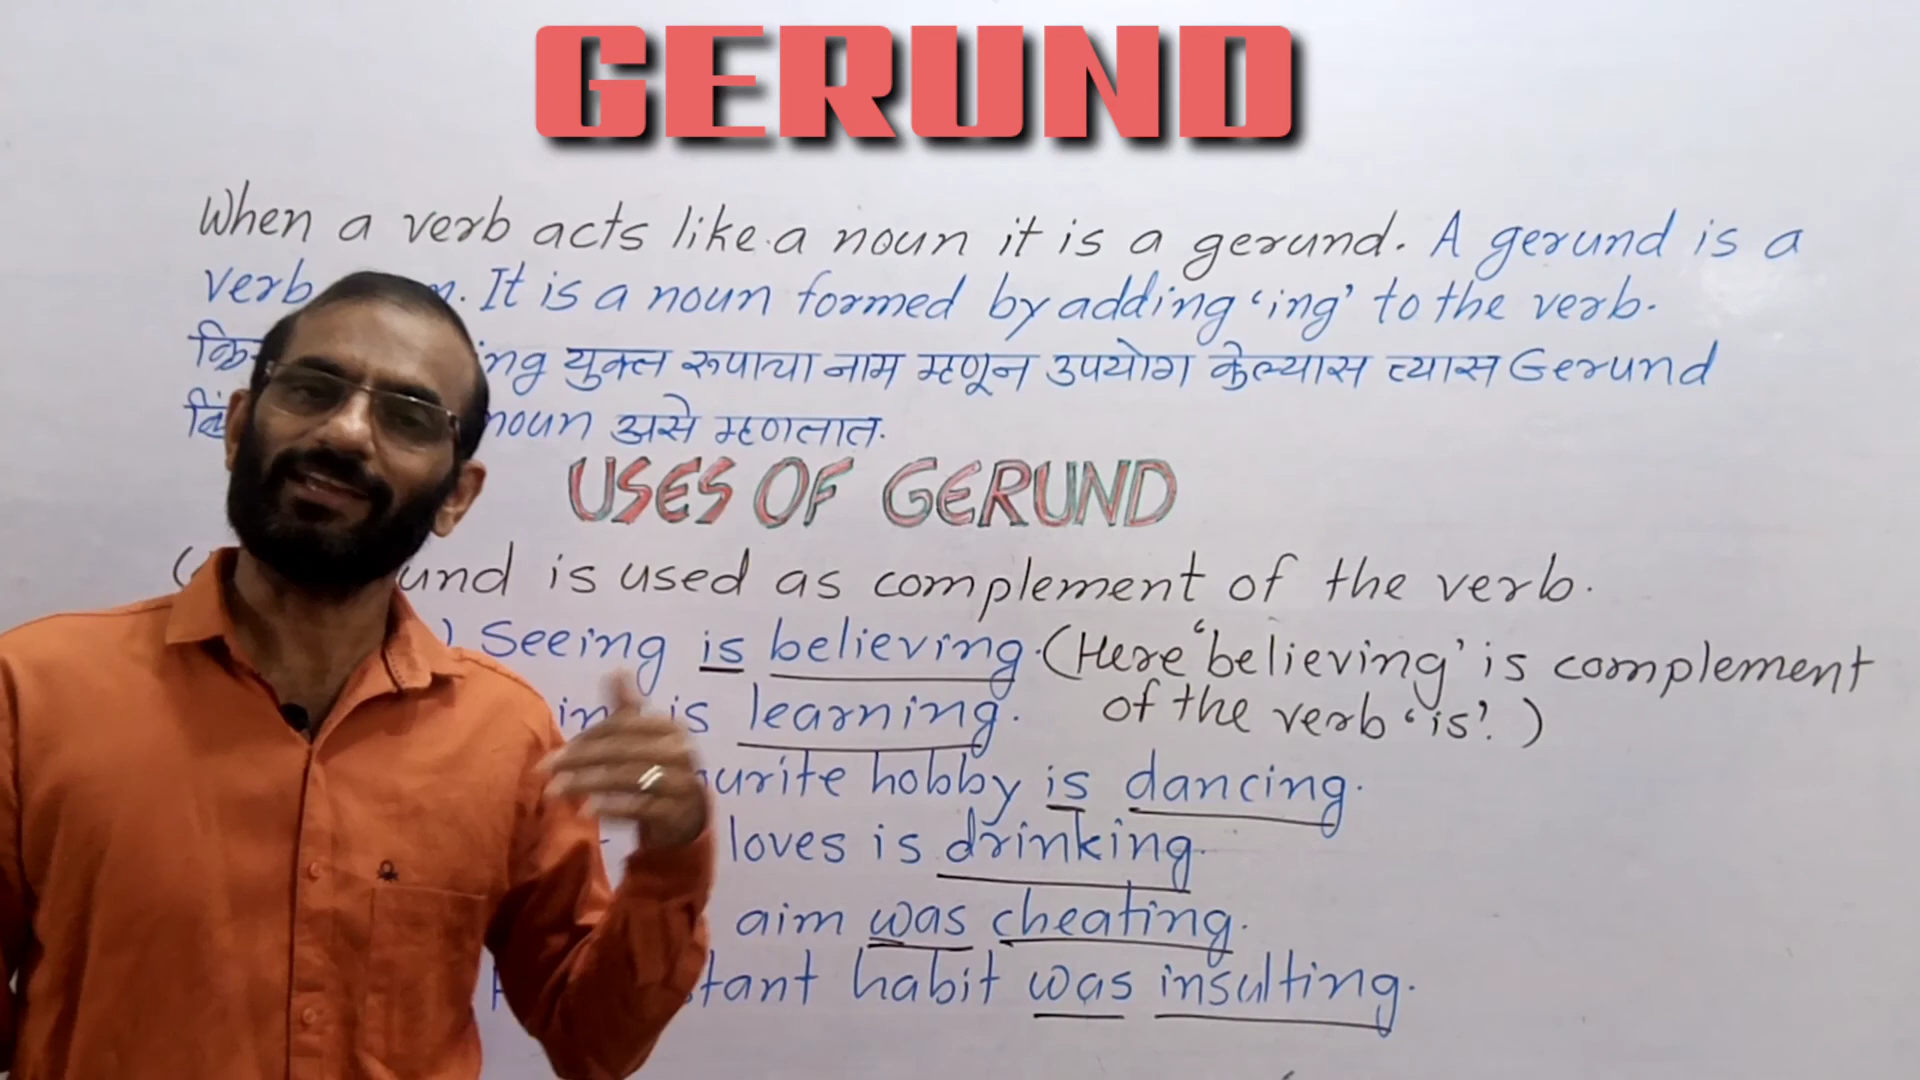 GERUND
When a verb acts like a noun it is a gerund. A gerund is a
verb It is a noun formed by adding 'ing' to the verb.
ing युक्त रूपाचा नाम म्हणून उपयोग केल्यास त्यास Gerund
noun असे म्हणतात.
USES OF GERUND
is used as complement of the verb.
Seeing is believing. (Here 'believing' is complement
of the verb 'is'.)
is learning.
hobby is dancing.
loves is drinking.
aim was cheating.
habit was insulting.